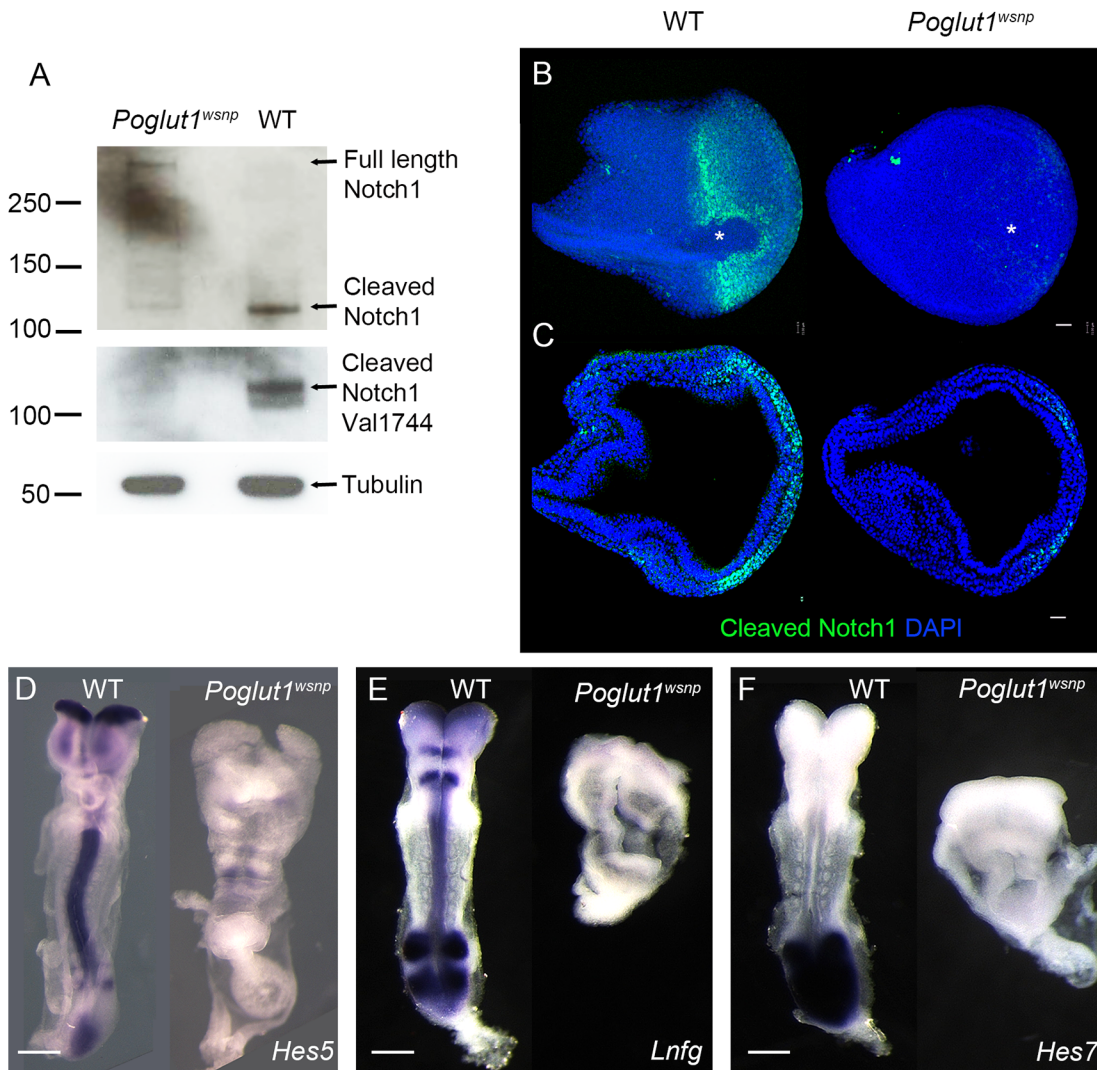 WT Poglut1wsnp
A
Poglut1wsnp WT
Full length
Notch1
250
150
Cleaved
Notch1
100
Cleaved
Notch1
Val1744
100
50
Tubulin
B
*
*
C
Cleaved Notch1 DAPI
D WT Poglut1wsnp
Hes5
E WT Poglut1wsnp
Lnfg
F WT Poglut1wsnp
Hes7